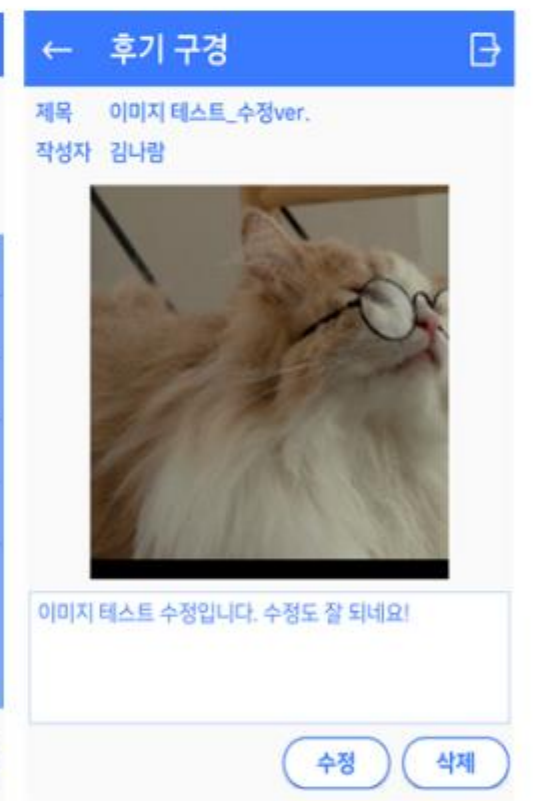 후기 구경
제목 이미지 테스트_수정ver.
작성자 김나람
이미지 테스트 수정입니다. 수정도 잘 되네요!
수정 삭제